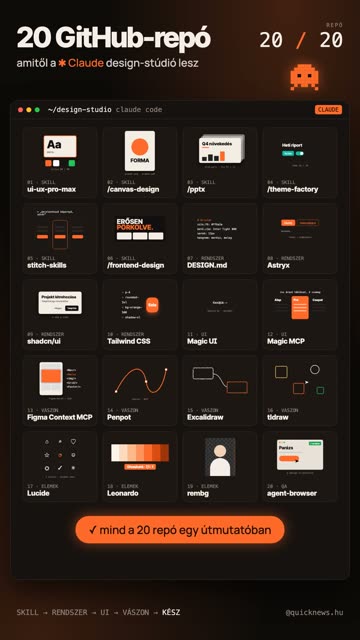 20 GitHub-repó
REPÓ
20 / 20
amitől a ✱ Claude design-stúdió lesz
~/design-studio claude code
CLAUDE
Aa
FORMA
Q4 növekedés
Heti riport
01 · SKILL
ui-ux-pro-max
02 · SKILL
/canvas-design
03 · SKILL
/pptx
04 · SKILL
/theme-factory
ERŐSEN
PÖRKÖLVE.
05 · SKILL
stitch-skills
06 · SKILL
/frontend-design
07 · RENDSZER
DESIGN.md
08 · RENDSZER
Astryx
Projekt létrehozása
09 · RENDSZER
shadcn/ui
10 · RENDSZER
Tailwind CSS
11 · UI
Magic UI
12 · UI
Magic MCP
13 · VÁSZON
Figma Context MCP
14 · VÁSZON
Penpot
15 · VÁSZON
Excalidraw
16 · VÁSZON
tldraw
17 · ELEMEK
Lucide
18 · ELEMEK
Leonardo
19 · ELEMEK
rembg
20 · QA
agent-browser
✓ mind a 20 repó egy útmutatóban
SKILL → RENDSZER → UI → VÁSZON → KÉSZ
@quicknews.hu